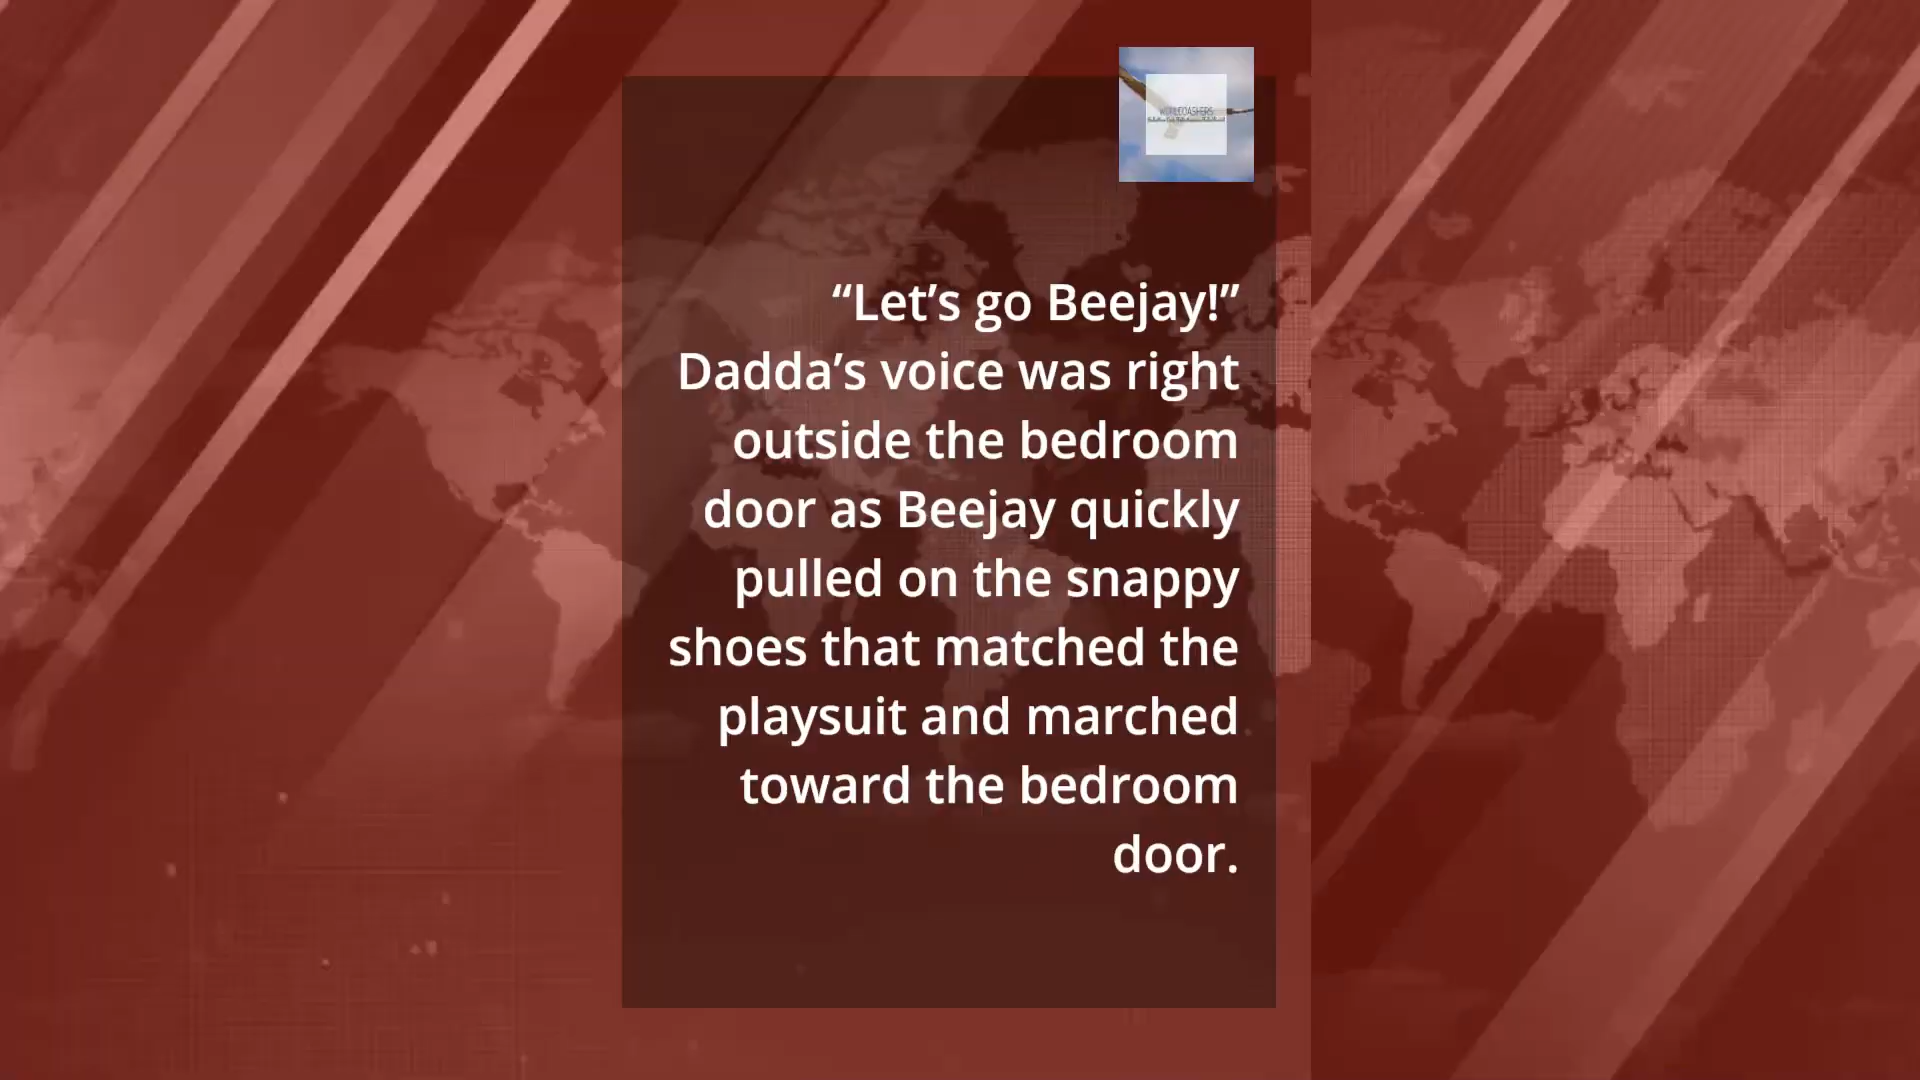 “Let’s go Beejay!”
Dadda’s voice was right
outside the bedroom
door as Beejay quickly
pulled on the snappy
shoes that matched the
playsuit and marched
toward the bedroom
door.